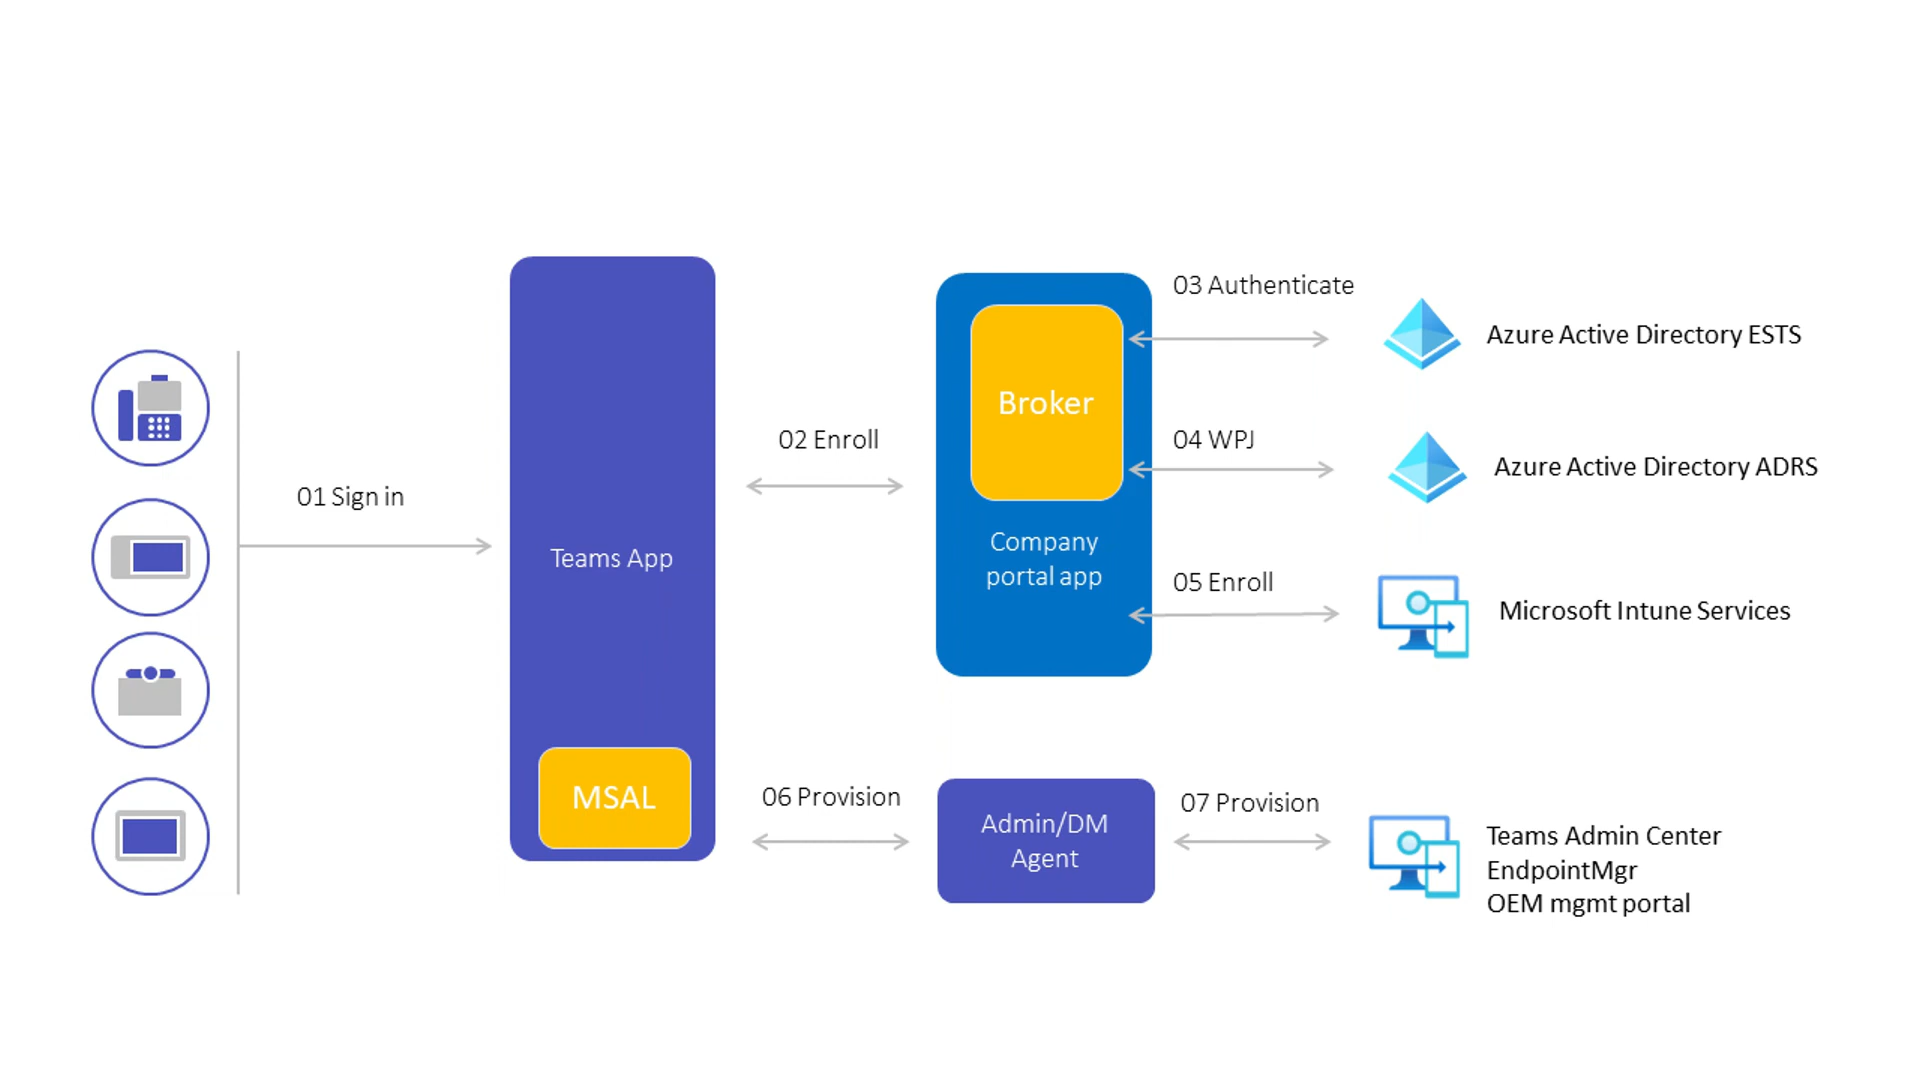 01 Sign in
Teams App
MSAL
02 Enroll
Broker
Company
portal app
03 Authenticate
Azure Active Directory ESTS
04 WPJ
Azure Active Directory ADRS
05 Enroll
Microsoft Intune Services
06 Provision
Admin/DM
Agent
07 Provision
Teams Admin Center
EndpointMgr
OEM mgmt portal